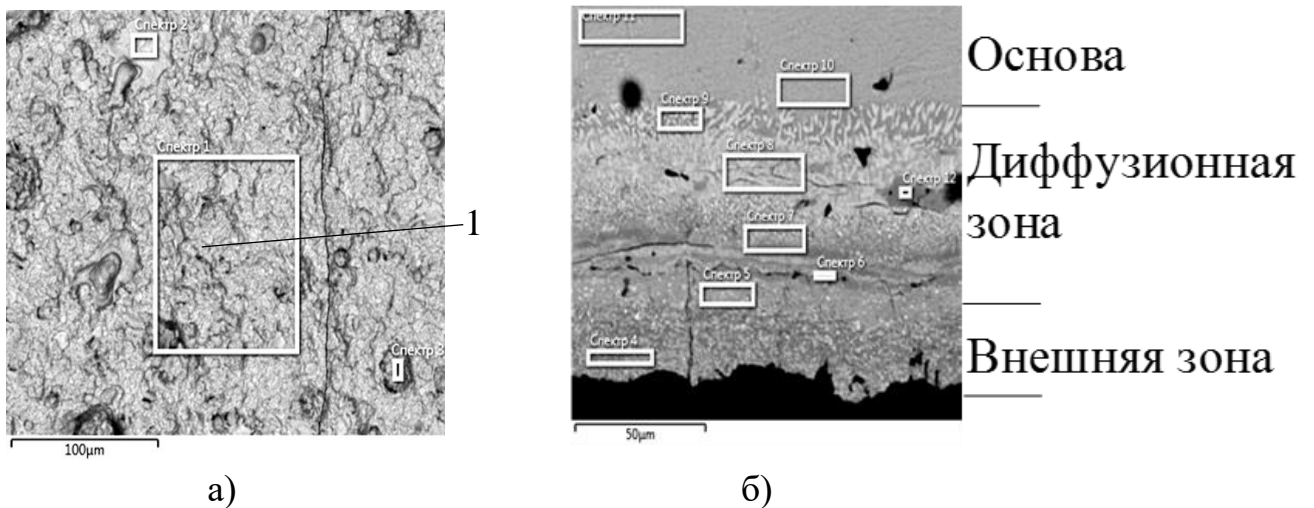 Спектр 2
Спектр 1
1
Спектр 3
100μm
а)
Спектр 11
Спектр 10
Спектр 9
Спектр 8
Спектр 12
Спектр 7
Спектр 6
Спектр 5
Спектр 4
50μm
б)
Основа
Диффузионная
зона
Внешняя зона